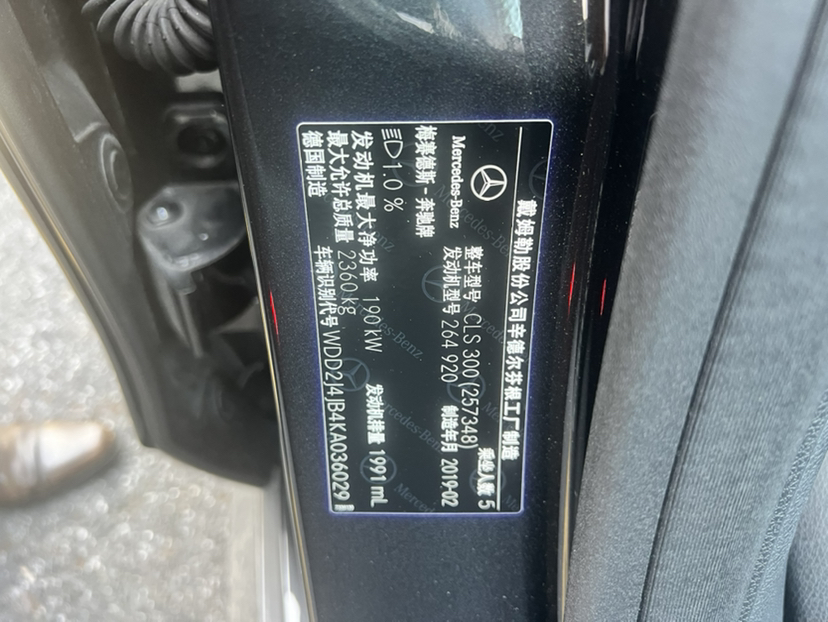 戴姆勒股份公司辛德尔芬根工厂制造
Mercedes-Benz
梅赛德斯-奔驰牌
整车型号 CLS 300 (257348) 乘坐人数 5
发动机型号 264 920 制造年月 2019-02
1.0 %
发动机最大净功率 190 kW 发动机排量 1991 mL
最大允许总质量 2360 kg
德国制造 车辆识别代号 WDD2J4JB4KA036029